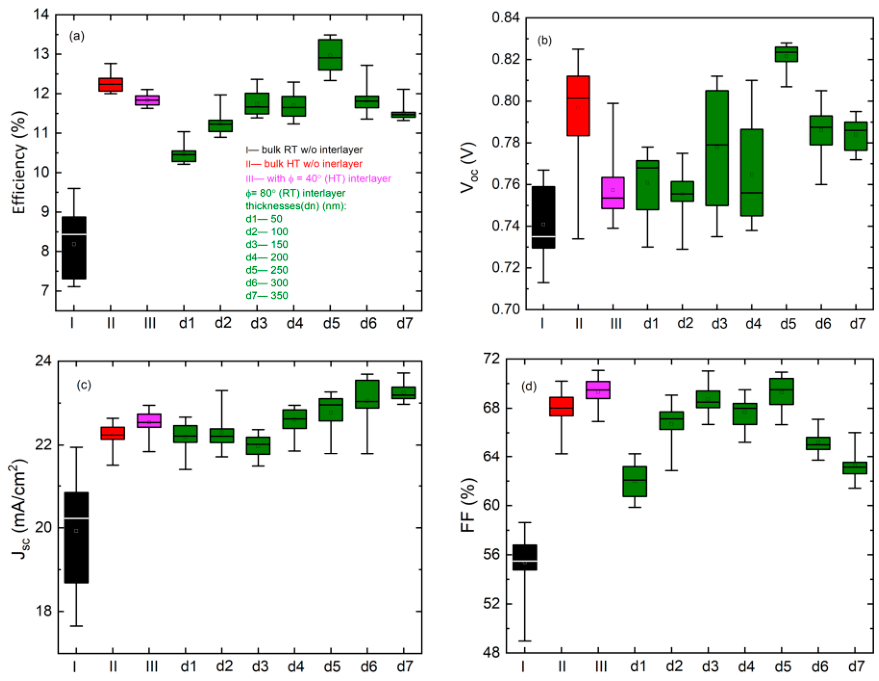 (a)
Efficiency (%)
14
13
12
11
10
9
8
7
I— bulk RT w/o interlayer
II— bulk HT w/o inerlayer
III— with ϕ = 40° (HT) interlayer
ϕ= 80° (RT) interlayer
thicknesses(dn) (nm):
d1— 50
d2— 100
d3— 150
d4— 200
d5— 250
d6— 300
d7— 350
I II III d1 d2 d3 d4 d5 d6 d7
(b)
V_oc (V)
0.84
0.82
0.80
0.78
0.76
0.74
0.72
0.70
I II III d1 d2 d3 d4 d5 d6 d7
(c)
J_sc (mA/cm²)
24
22
20
18
I II III d1 d2 d3 d4 d5 d6 d7
(d)
FF (%)
72
68
64
60
56
52
48
I II III d1 d2 d3 d4 d5 d6 d7